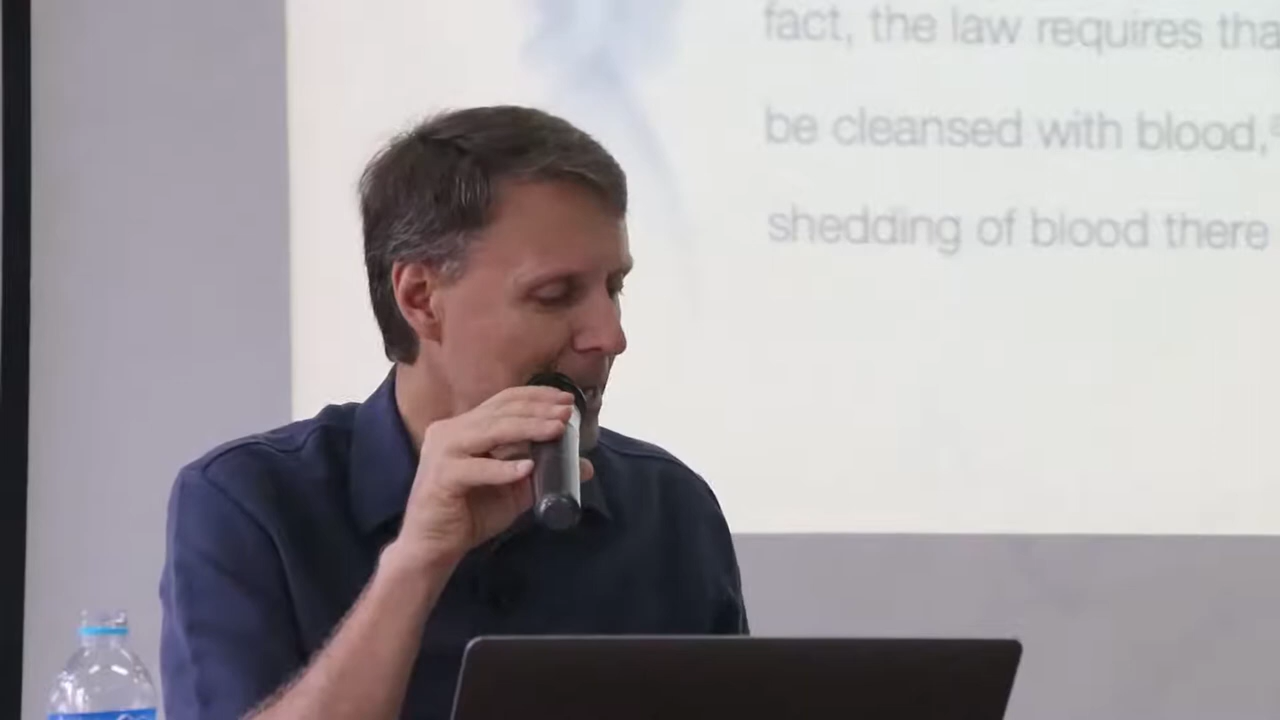 fact, the law requires tha
be cleansed with blood,
shedding of blood there